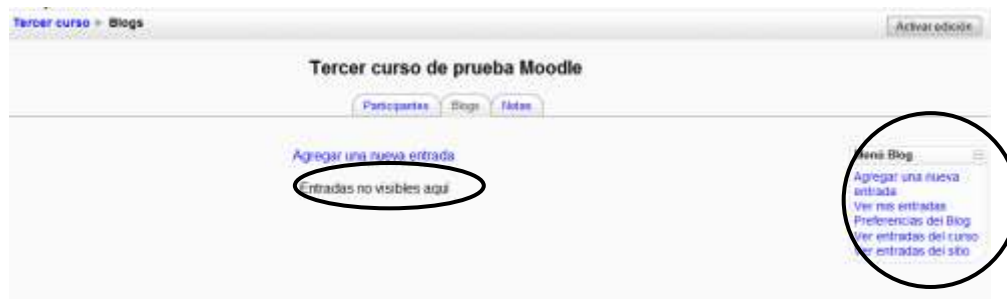 Tercer curso ► Blogs
Activar edición
Tercer curso de prueba Moodle
Participantes Blogs Notas
Agregar una nueva entrada
Entradas no visibles aquí
Menú Blog
Agregar una nueva
entrada
Ver mis entradas
Preferencias del Blog
Ver entradas del curso
Ver entradas del sitio